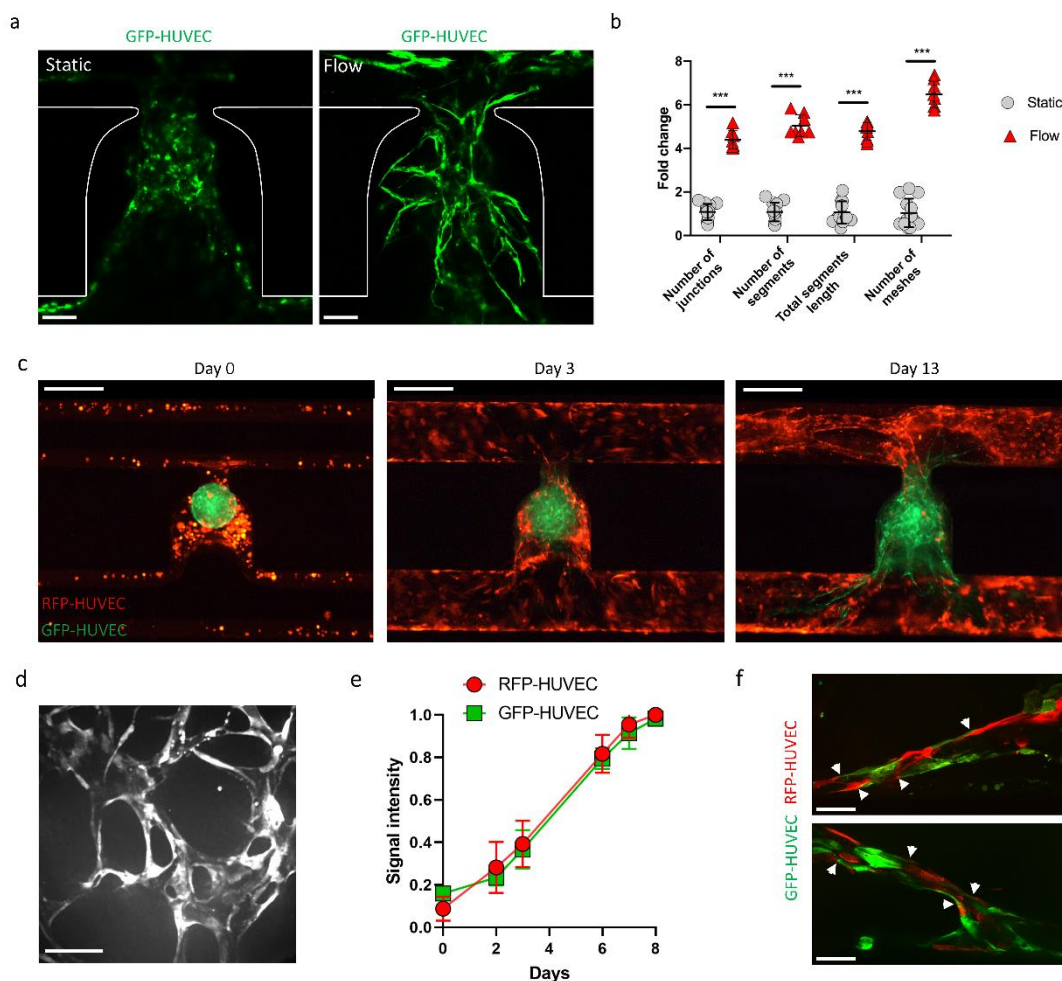 a
GFP-HUVEC
GFP-HUVEC
Static
Flow
b
***
***
***
***
8
6
4
2
0
Fold change
Number of
junctions
Number of
segments
Total segments
length
Number of
meshes
Static
Flow
c
Day 0
Day 3
Day 13
RFP-HUVEC
GFP-HUVEC
d
e
RFP-HUVEC
GFP-HUVEC
1.0
0.8
0.6
0.4
0.2
0.0
Signal intensity
0
2
4
6
8
Days
f
GFP-HUVEC RFP-HUVEC